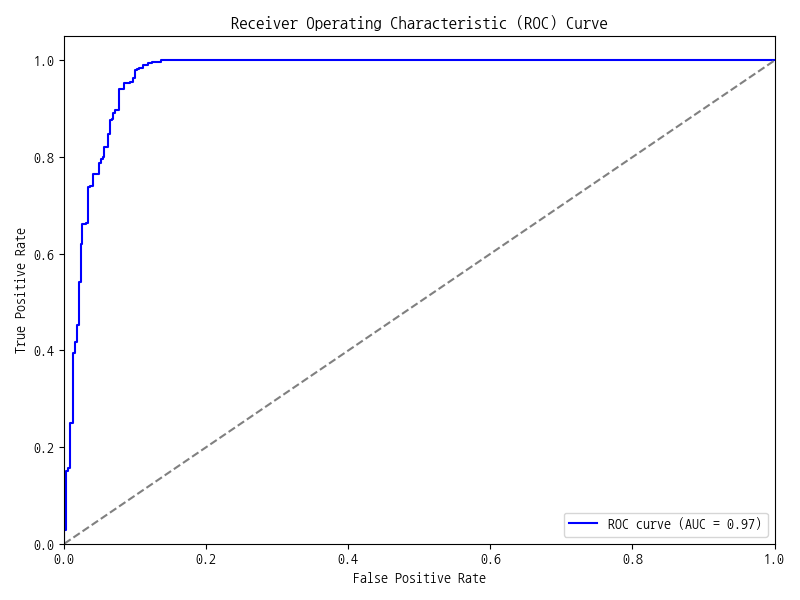 Receiver Operating Characteristic (ROC) Curve
1.0
0.8
0.6
0.4
0.2
0.0
True Positive Rate
ROC curve (AUC = 0.97)
0.0 0.2 0.4 0.6 0.8 1.0
False Positive Rate